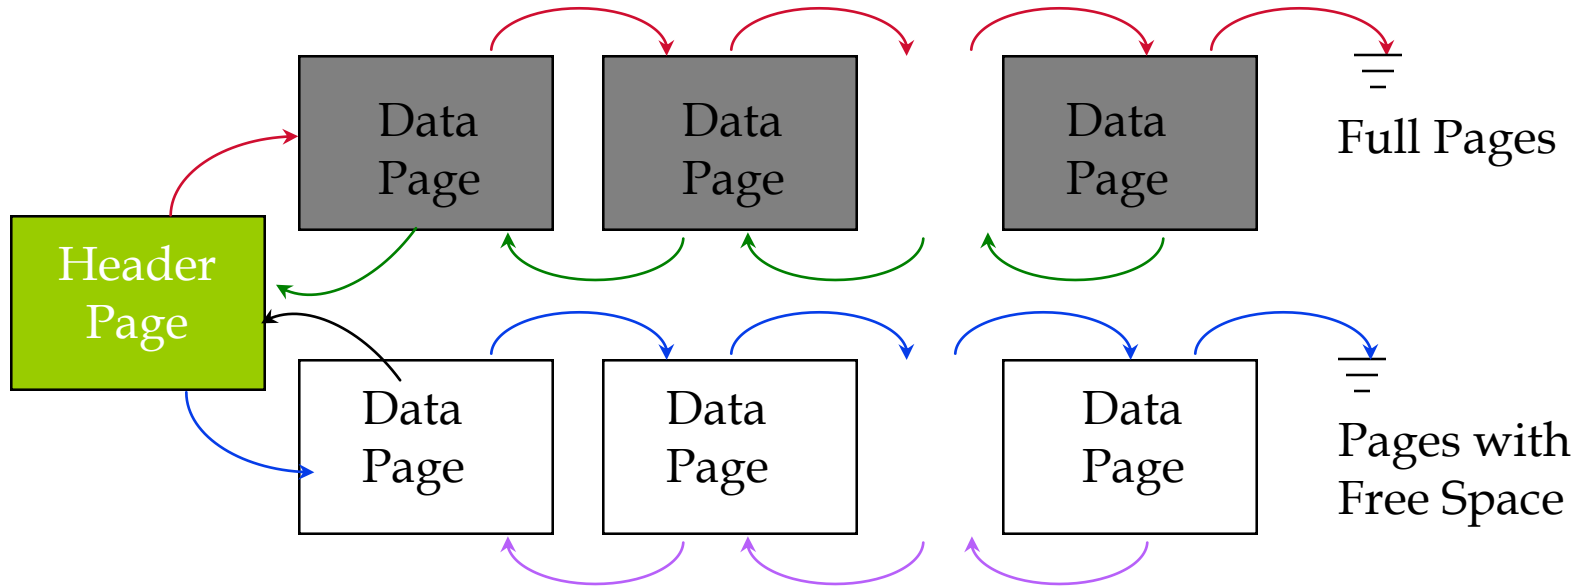 Data
Page
Data
Page
Data
Page
Full Pages
Header
Page
Data
Page
Data
Page
Data
Page
Pages with
Free Space